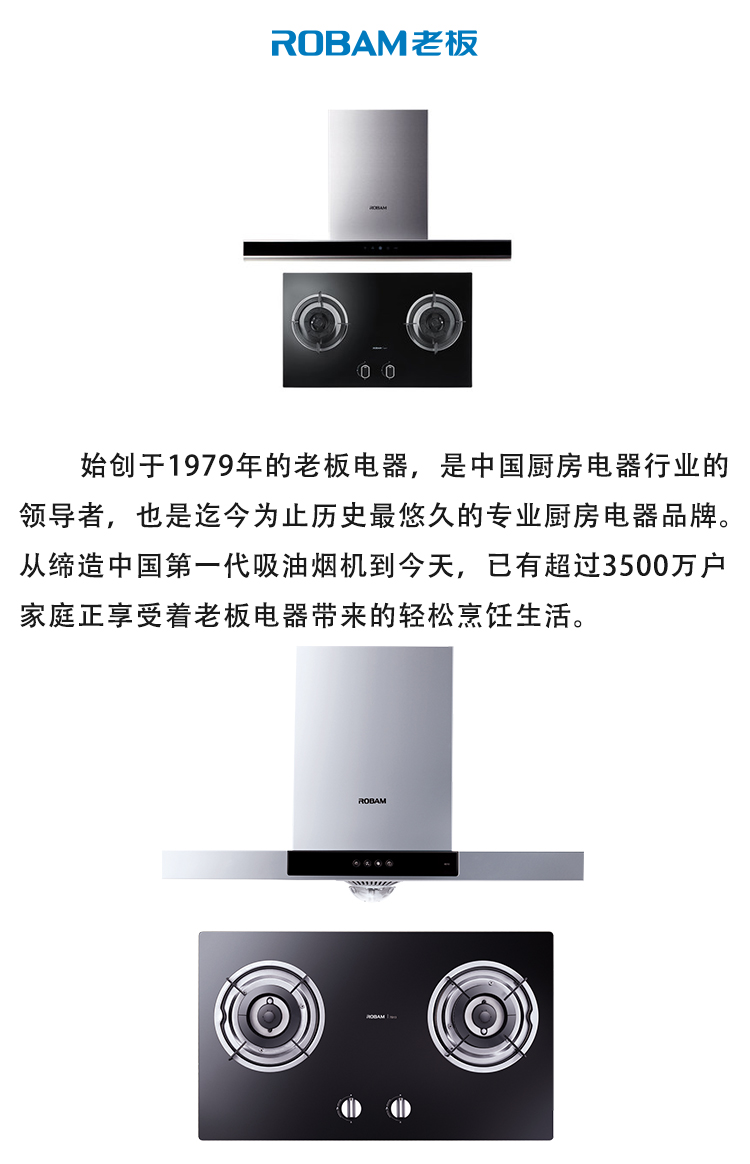 ROBAM老板
ROBAM
ROBAM
始创于1979年的老板电器，是中国厨房电器行业的
领导者，也是迄今为止历史最悠久的专业厨房电器品牌。
从缔造中国第一代吸油烟机到今天，已有超过3500万户
家庭正享受着老板电器带来的轻松烹饪生活。
ROBAM
ROBAM